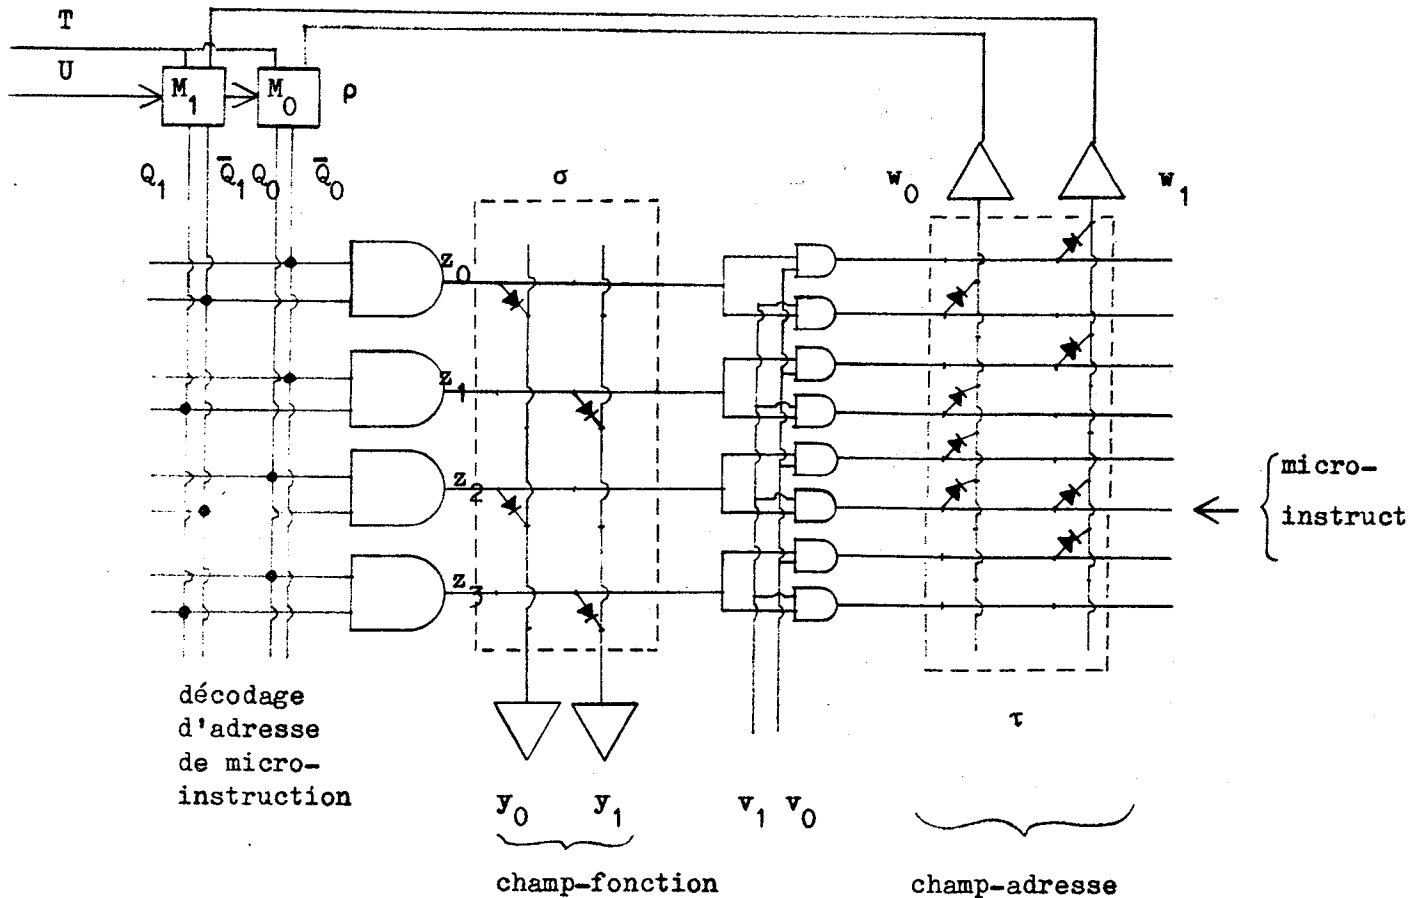 T
U
M1 M0 ρ
Q1 Q̄1 Q0 Q̄0
σ
w0 w1
z0
z1
z2
z3
micro-
instruct
décodage
d'adresse
de micro-
instruction
τ
y0 y1 v1 v0
champ-fonction champ-adresse